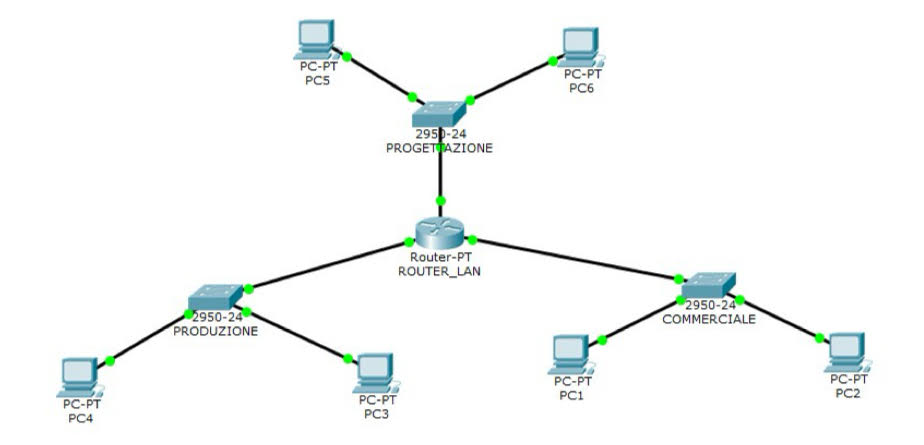 PC-PT
PC5
PC-PT
PC6
2950-24
PROGETTAZIONE
Router-PT
ROUTER_LAN
2950-24
PRODUZIONE
2950-24
COMMERCIALE
PC-PT
PC4
PC-PT
PC3
PC-PT
PC1
PC-PT
PC2